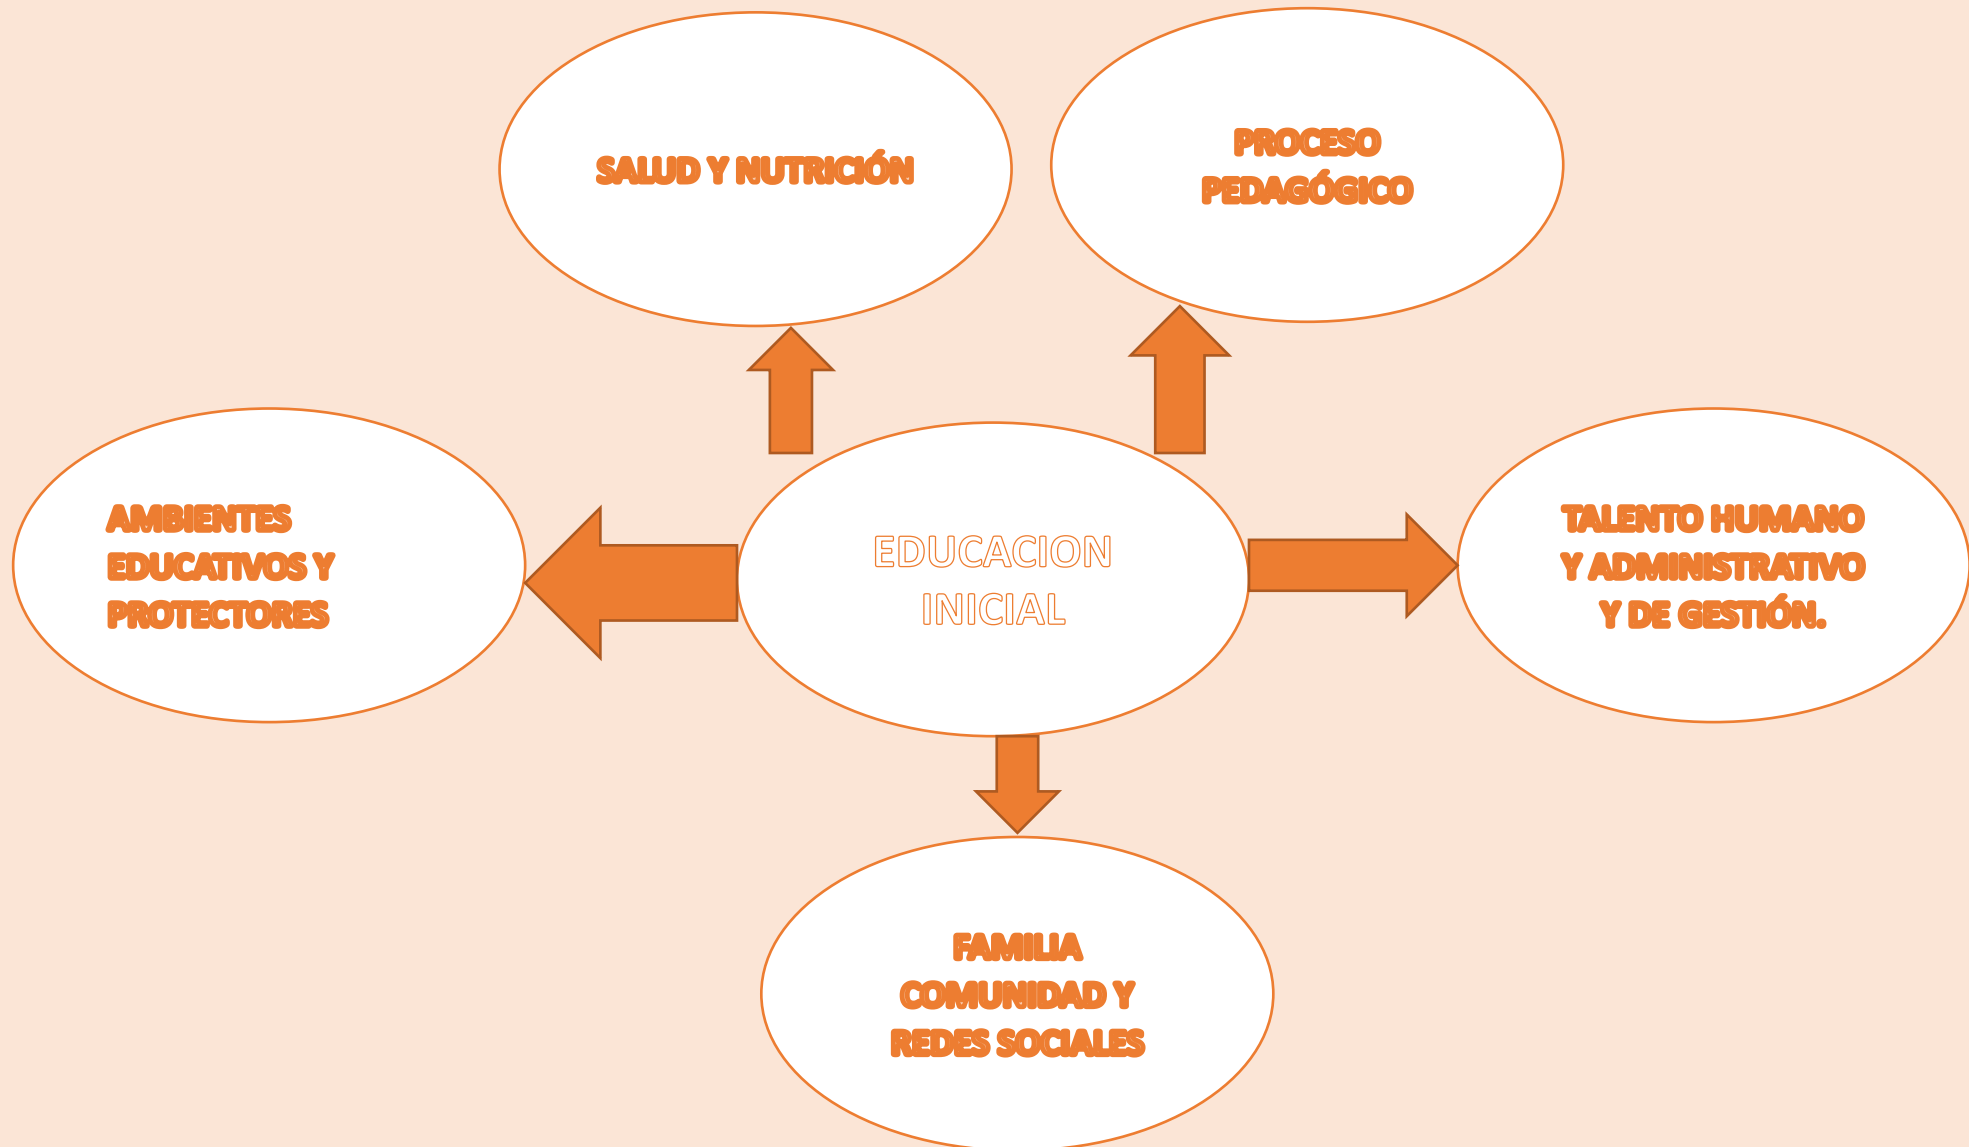 SALUD Y NUTRICIÓN
PROCESO
PEDAGÓGICO
AMBIENTES
EDUCATIVOS Y
PROTECTORES
EDUCACION
INICIAL
TALENTO HUMANO
Y ADMINISTRATIVO
Y DE GESTIÓN.
FAMILIA
COMUNIDAD Y
REDES SOCIALES